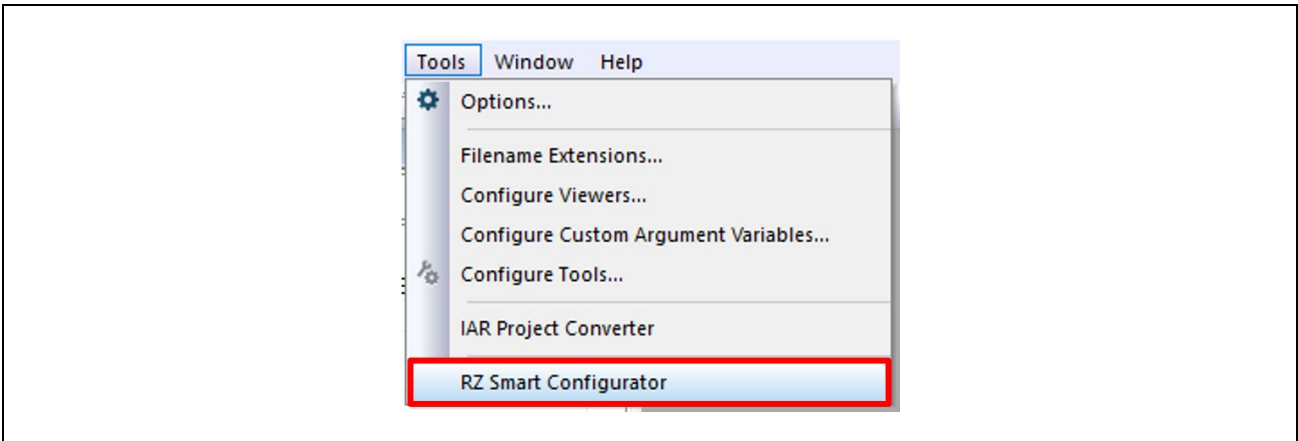 Tools Window Help
Options...
Filename Extensions...
Configure Viewers...
Configure Custom Argument Variables...
Configure Tools...
IAR Project Converter
RZ Smart Configurator